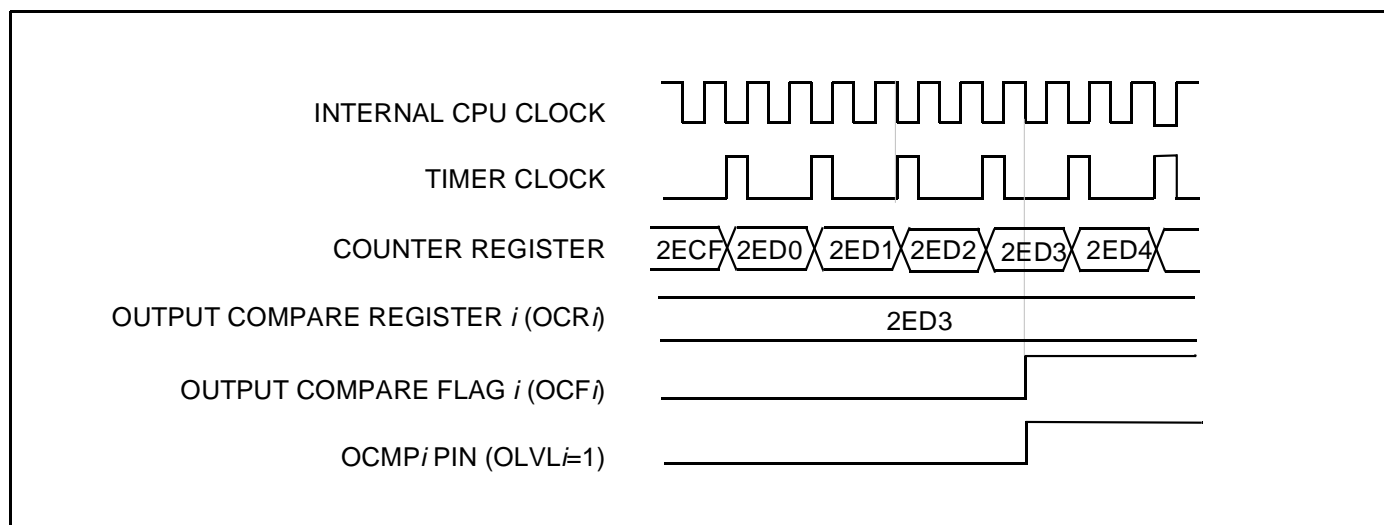 INTERNAL CPU CLOCK
TIMER CLOCK
COUNTER REGISTER 2ECF 2ED0 2ED1 2ED2 2ED3 2ED4
OUTPUT COMPARE REGISTER i (OCRi) 2ED3
OUTPUT COMPARE FLAG i (OCFi)
OCMPi PIN (OLVLi=1)